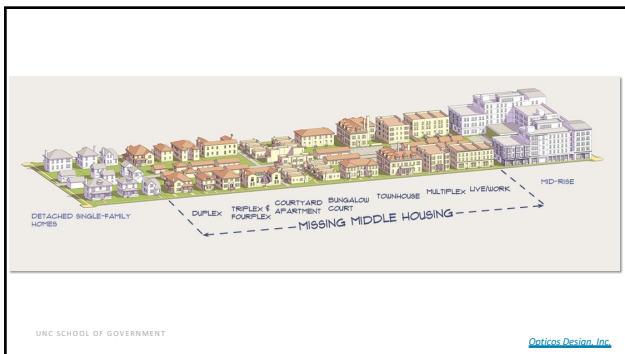 DETACHED SINGLE-FAMILY
HOMES
DUPLEX
TRIPLEX &
FOURPLEX
COURTYARD
APARTMENT
BUNGALOW
COURT
TOWNHOUSE
MULTIPLEX
LIVE/WORK
MID-RISE
MISSING MIDDLE HOUSING
UNC SCHOOL OF GOVERNMENT
Opticos Design, Inc.